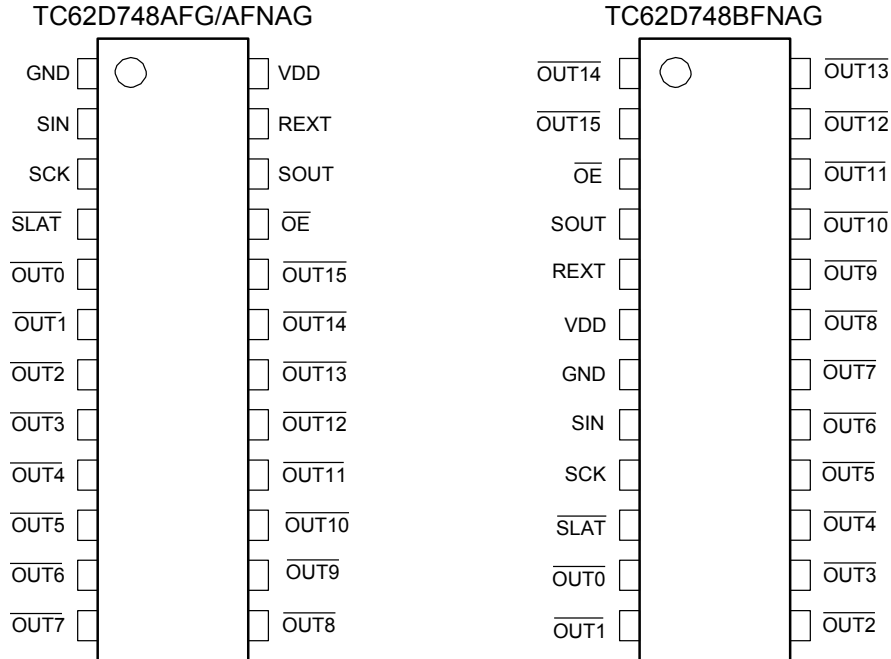 TC62D748AFG/AFNAG
GND VDD
SIN REXT
SCK SOUT
SLAT OE
OUT0 OUT15
OUT1 OUT14
OUT2 OUT13
OUT3 OUT12
OUT4 OUT11
OUT5 OUT10
OUT6 OUT9
OUT7 OUT8
TC62D748BFNAG
OUT14 OUT13
OUT15 OUT12
OE OUT11
SOUT OUT10
REXT OUT9
VDD OUT8
GND OUT7
SIN OUT6
SCK OUT5
SLAT OUT4
OUT0 OUT3
OUT1 OUT2